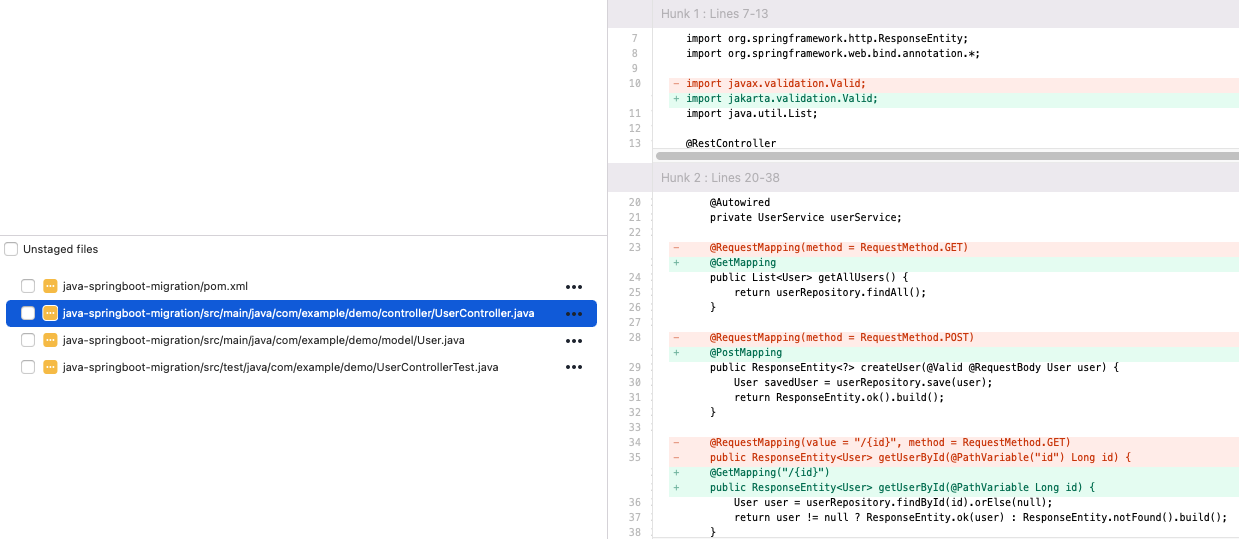 Unstaged files
java-springboot-migration/pom.xml
java-springboot-migration/src/main/java/com/example/demo/controller/UserController.java
java-springboot-migration/src/main/java/com/example/demo/model/User.java
java-springboot-migration/src/test/java/com/example/demo/UserControllerTest.java
Hunk 1 : Lines 7-13
7 import org.springframework.http.ResponseEntity;
8 import org.springframework.web.bind.annotation.*;
9
10 - import javax.validation.Valid;
+ import jakarta.validation.Valid;
11 import java.util.List;
12
13 @RestController
Hunk 2 : Lines 20-38
20 @Autowired
21 private UserService userService;
22
23 - @RequestMapping(method = RequestMethod.GET)
+ @GetMapping
24 public List<User> getAllUsers() {
25 return userRepository.findAll();
26 }
27
28 - @RequestMapping(method = RequestMethod.POST)
+ @PostMapping
29 public ResponseEntity<?> createUser(@Valid @RequestBody User user) {
30 User savedUser = userRepository.save(user);
31 return ResponseEntity.ok().build();
32 }
33
34 - @RequestMapping(value = "/{id}", method = RequestMethod.GET)
35 - public ResponseEntity<User> getUserById(@PathVariable("id") Long id) {
+ @GetMapping("/{id}")
+ public ResponseEntity<User> getUserById(@PathVariable Long id) {
36 User user = userRepository.findById(id).orElse(null);
37 return user != null ? ResponseEntity.ok(user) : ResponseEntity.notFound().build();
38 }